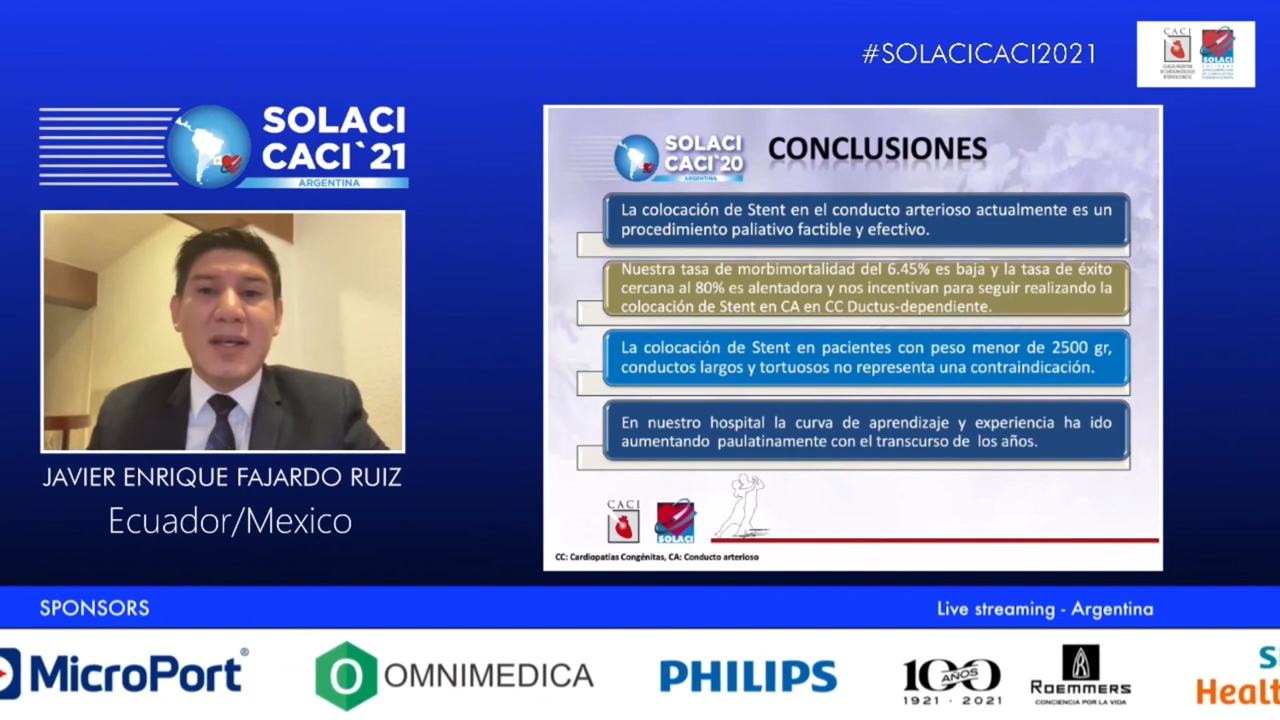 #SOLACICACI2021
CACI
SOLACI
SOLACI
CACI`21
ARGENTINA
JAVIER ENRIQUE FAJARDO RUIZ
Ecuador/Mexico
SOLACI
CACI`20
ARGENTINA
CONCLUSIONES
La colocación de Stent en el conducto arterioso actualmente es un
procedimiento paliativo factible y efectivo.
Nuestra tasa de morbimortalidad del 6.45% es baja y la tasa de éxito
cercana al 80% es alentadora y nos incentivan para seguir realizando la
colocación de Stent en CA en CC Ductus-dependiente.
La colocación de Stent en pacientes con peso menor de 2500 gr,
conductos largos y tortuosos no representa una contraindicación.
En nuestro hospital la curva de aprendizaje y experiencia ha ido
aumentando paulatinamente con el transcurso de los años.
CACI
SOLACI
CC: Cardiopatías Congénitas, CA: Conducto arterioso
SPONSORS
Live streaming - Argentina
MicroPort®
OMNIMEDICA
PHILIPS
100
AÑOS
1921 · 2021
ROEMMERS
CONCIENCIA POR LA VIDA